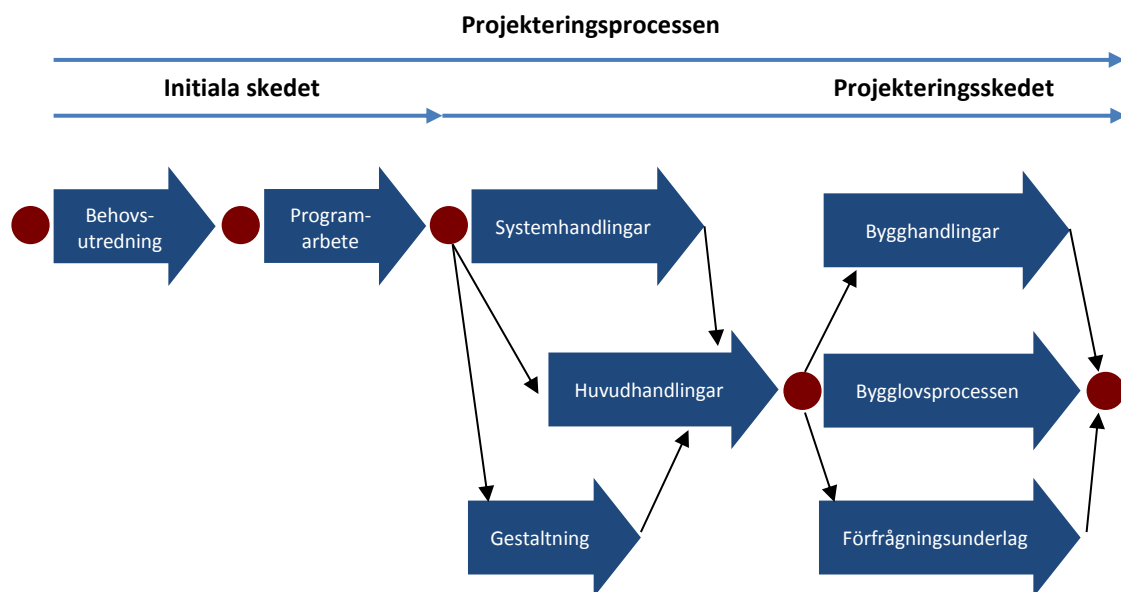 Projekteringsprocessen
Initiala skedet
Projekteringsskedet
Behovs-
utredning
Program-
arbete
Systemhandlingar
Bygghandlingar
Huvudhandlingar
Bygglovsprocessen
Gestaltning
Förfrågningsunderlag